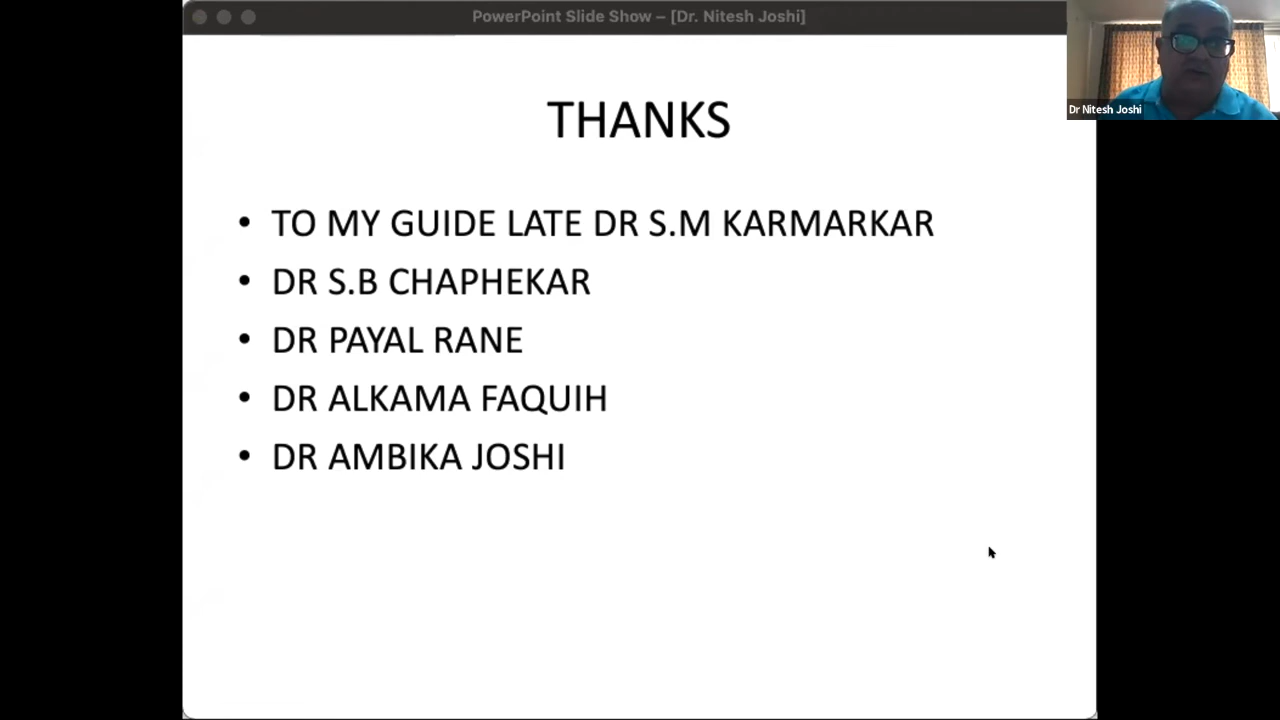 PowerPoint Slide Show – [Dr. Nitesh Joshi]
Dr Nitesh Joshi
THANKS
• TO MY GUIDE LATE DR S.M KARMARKAR
• DR S.B CHAPHEKAR
• DR PAYAL RANE
• DR ALKAMA FAQUIH
• DR AMBIKA JOSHI